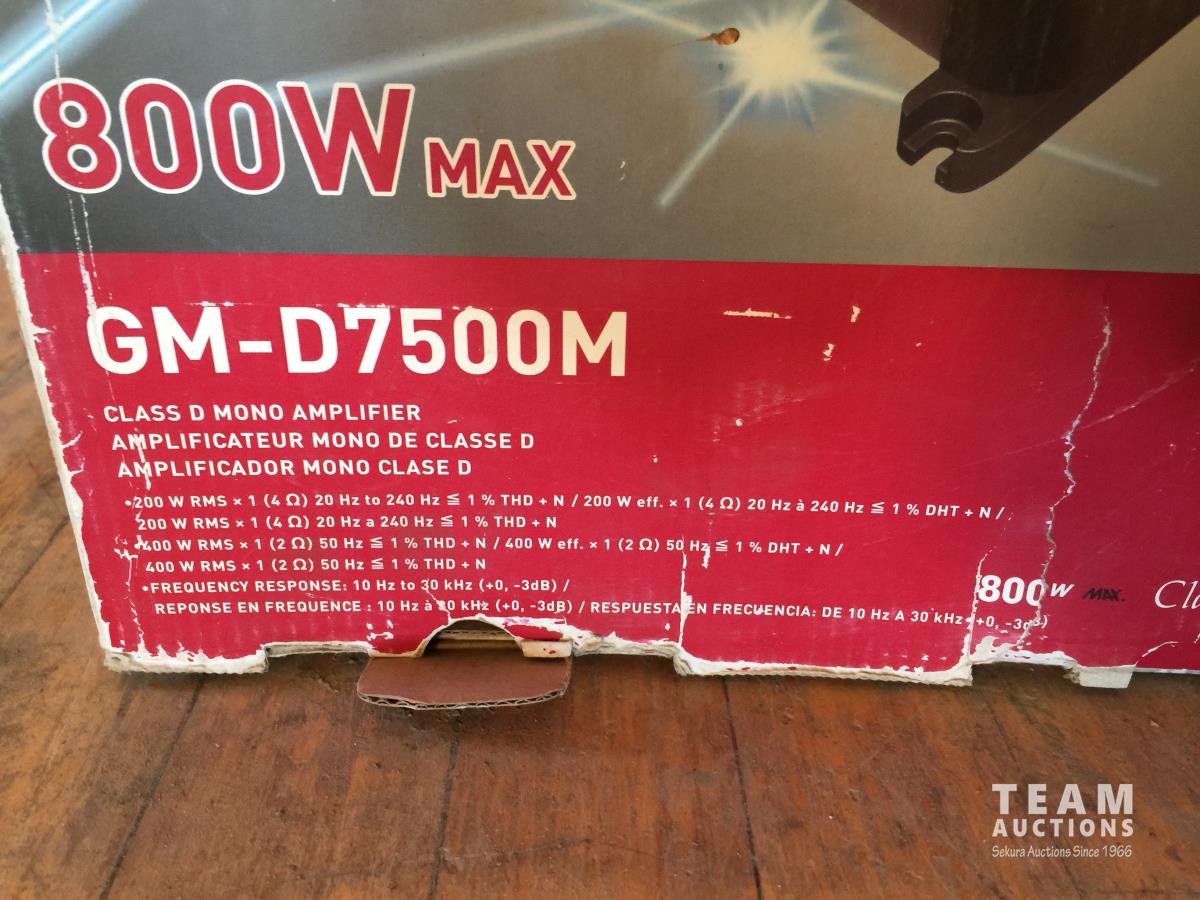 800W MAX
GM-D7500M
CLASS D MONO AMPLIFIER
AMPLIFICATEUR MONO DE CLASSE D
AMPLIFICADOR MONO CLASE D
•200 W RMS × 1 (4 Ω) 20 Hz to 240 Hz ≦ 1 % THD + N / 200 W eff. × 1 (4 Ω) 20 Hz à 240 Hz ≦ 1 % DHT + N /
200 W RMS × 1 (4 Ω) 20 Hz a 240 Hz ≦ 1 % THD + N
•400 W RMS × 1 (2 Ω) 50 Hz ≦ 1 % THD + N / 400 W eff. × 1 (2 Ω) 50 Hz ≦ 1 % DHT + N /
400 W RMS × 1 (2 Ω) 50 Hz ≦ 1 % THD + N
•FREQUENCY RESPONSE: 10 Hz to 30 kHz (+0, -3dB) /
REPONSE EN FREQUENCE : 10 Hz à 30 kHz (+0, -3dB) / RESPUESTA EN FRECUENCIA: DE 10 Hz A 30 kHz (+0, -3dB)
800W MAX.
TEAM
AUCTIONS
Sekura Auctions Since 1966